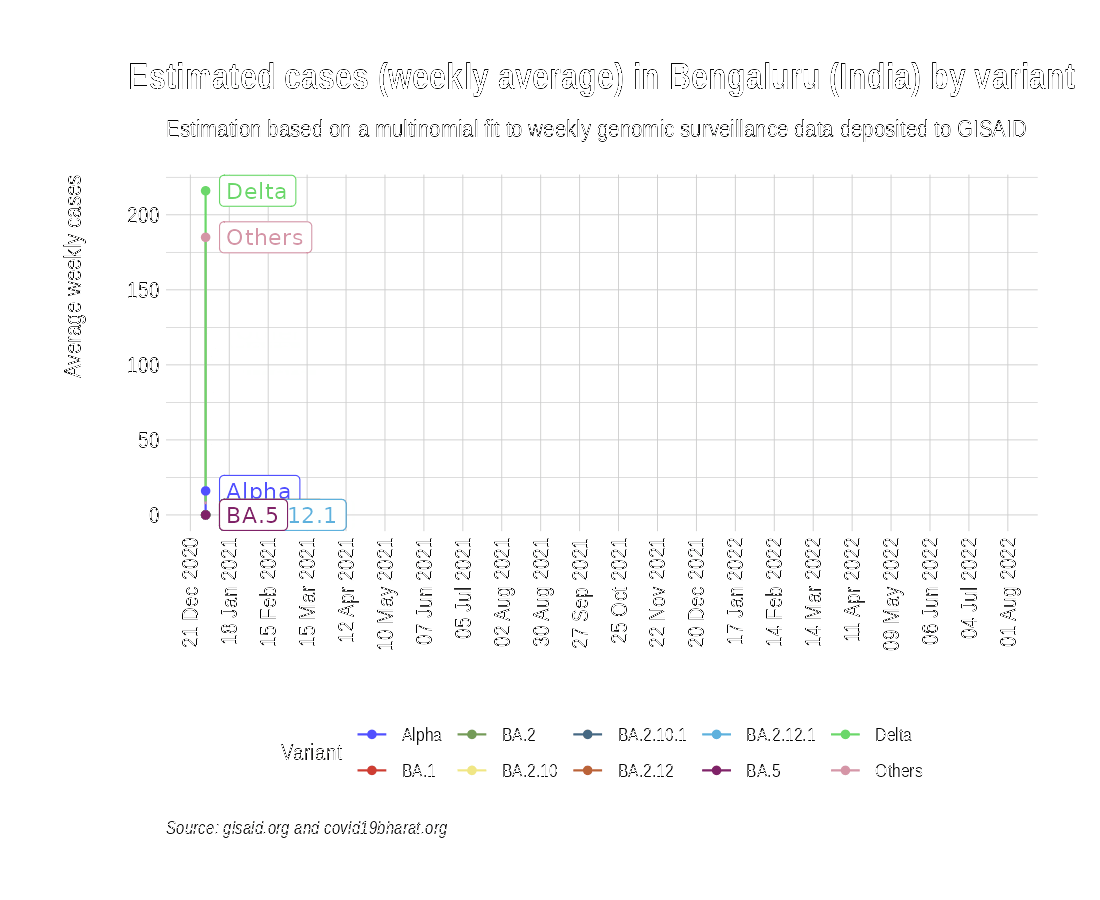 Estimated cases (weekly average) in Bengaluru (India) by variant
Estimation based on a multinomial fit to weekly genomic surveillance data deposited to GISAID
Average weekly cases
200
150
100
50
0
Delta
Others
Alpha
BA.5
12.1
21 Dec 2020
18 Jan 2021
15 Feb 2021
15 Mar 2021
12 Apr 2021
10 May 2021
07 Jun 2021
05 Jul 2021
02 Aug 2021
30 Aug 2021
27 Sep 2021
25 Oct 2021
22 Nov 2021
20 Dec 2021
17 Jan 2022
14 Feb 2022
14 Mar 2022
11 Apr 2022
09 May 2022
06 Jun 2022
04 Jul 2022
01 Aug 2022
Variant
Alpha BA.2 BA.2.10.1 BA.2.12.1 Delta
BA.1 BA.2.10 BA.2.12 BA.5 Others
Source: gisaid.org and covid19bharat.org